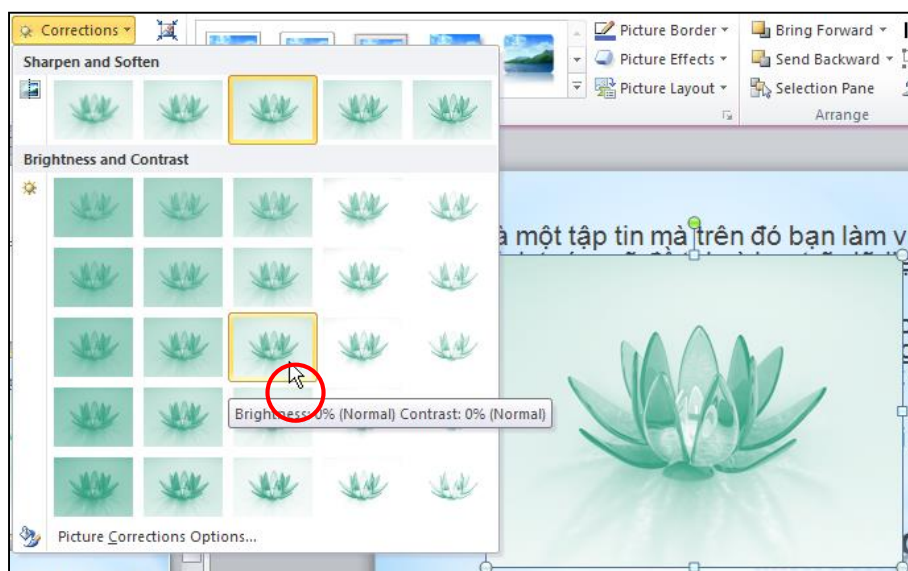 Corrections
Picture Border
Bring Forward
Sharpen and Soften
Picture Effects
Send Backward
Picture Layout
Selection Pane
Arrange
Brightness and Contrast
à một tập tin mà trên đó bạn làm v
Brightness: 0% (Normal) Contrast: 0% (Normal)
Picture Corrections Options...